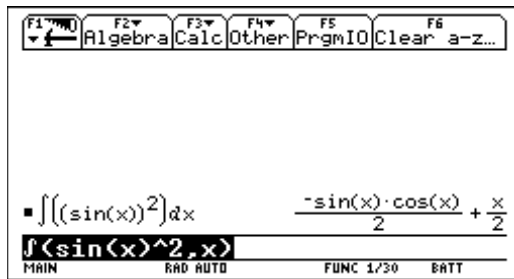 F1 F2▾ Algebra F3▾ Calc F4▾ Other F5 PrgmIO F6 Clear a-z…
▪ ∫((sin(x))²)dx   ⁻sin(x)·cos(x)/2 + x/2
∫(sin(x)^2,x)
MAIN RAD AUTO FUNC 1/30 BATT